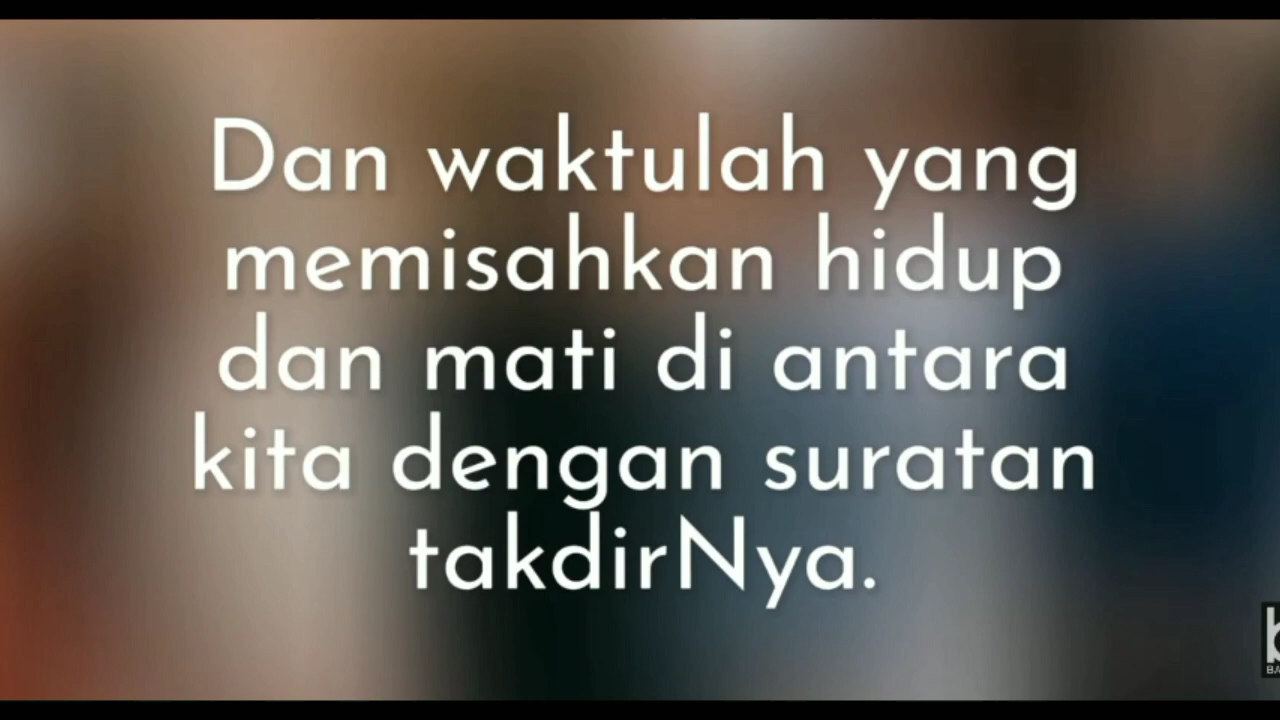 Dan waktulah yang
memisahkan hidup
dan mati di antara
kita dengan suratan
takdirNya.